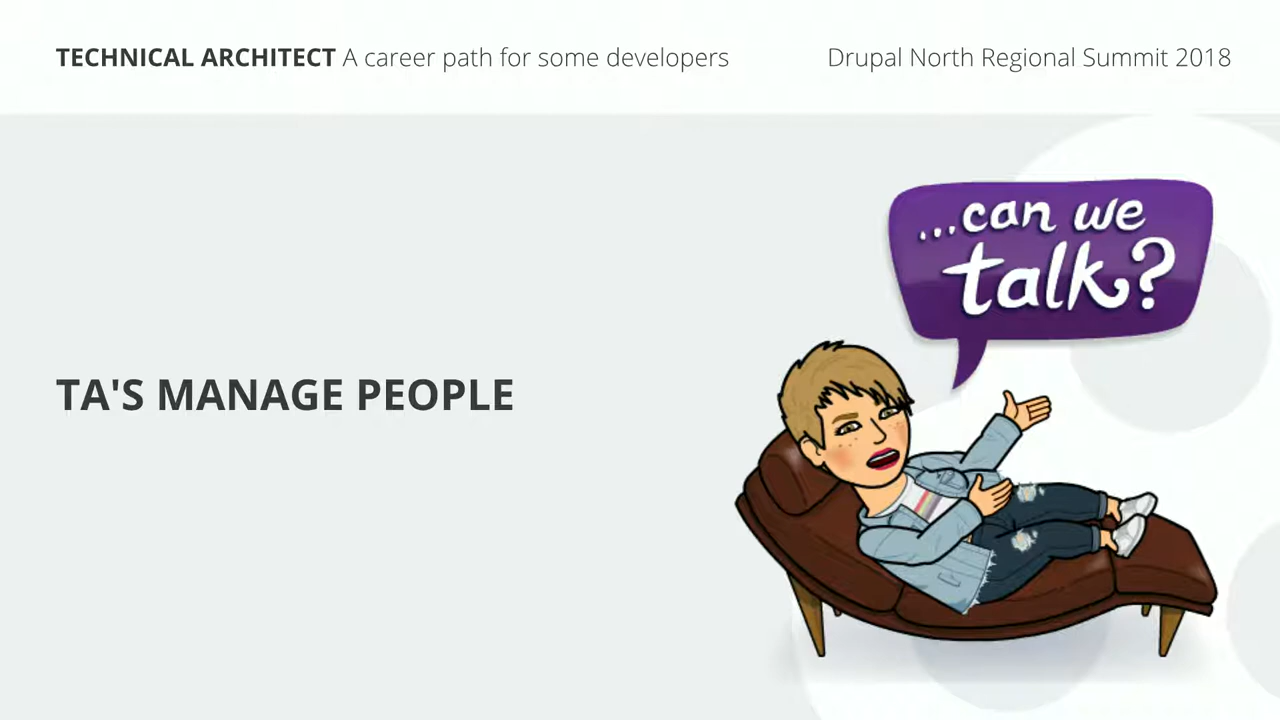 TECHNICAL ARCHITECT A career path for some developers
Drupal North Regional Summit 2018
...can we
talk?
TA'S MANAGE PEOPLE